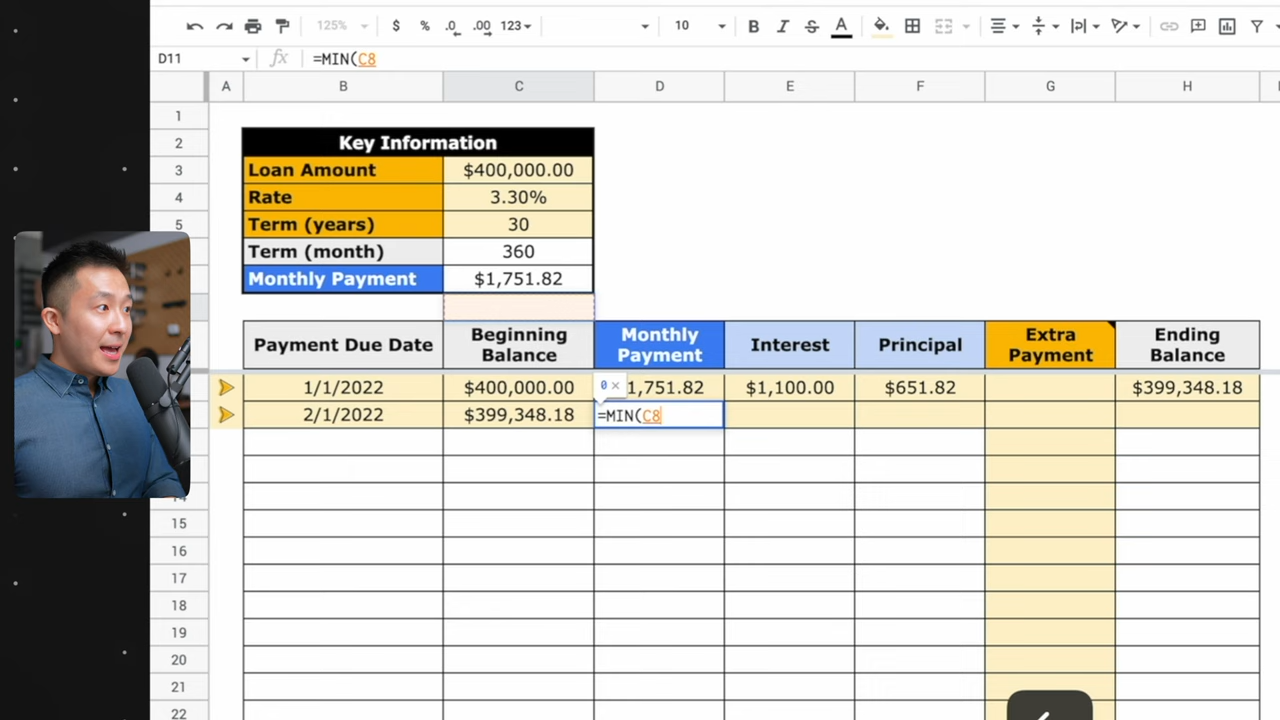 125% $ % .0 .00 123 10 B I S A
D11 fx =MIN(C8
A B C D E F G H
1
2 Key Information
3 Loan Amount $400,000.00
4 Rate 3.30%
5 Term (years) 30
Term (month) 360
Monthly Payment $1,751.82
Payment Due Date Beginning Balance Monthly Payment Interest Principal Extra Payment Ending Balance
1/1/2022 $400,000.00 0 × 1,751.82 $1,100.00 $651.82 $399,348.18
2/1/2022 $399,348.18 =MIN(C8
15
16
17
18
19
20
21
22